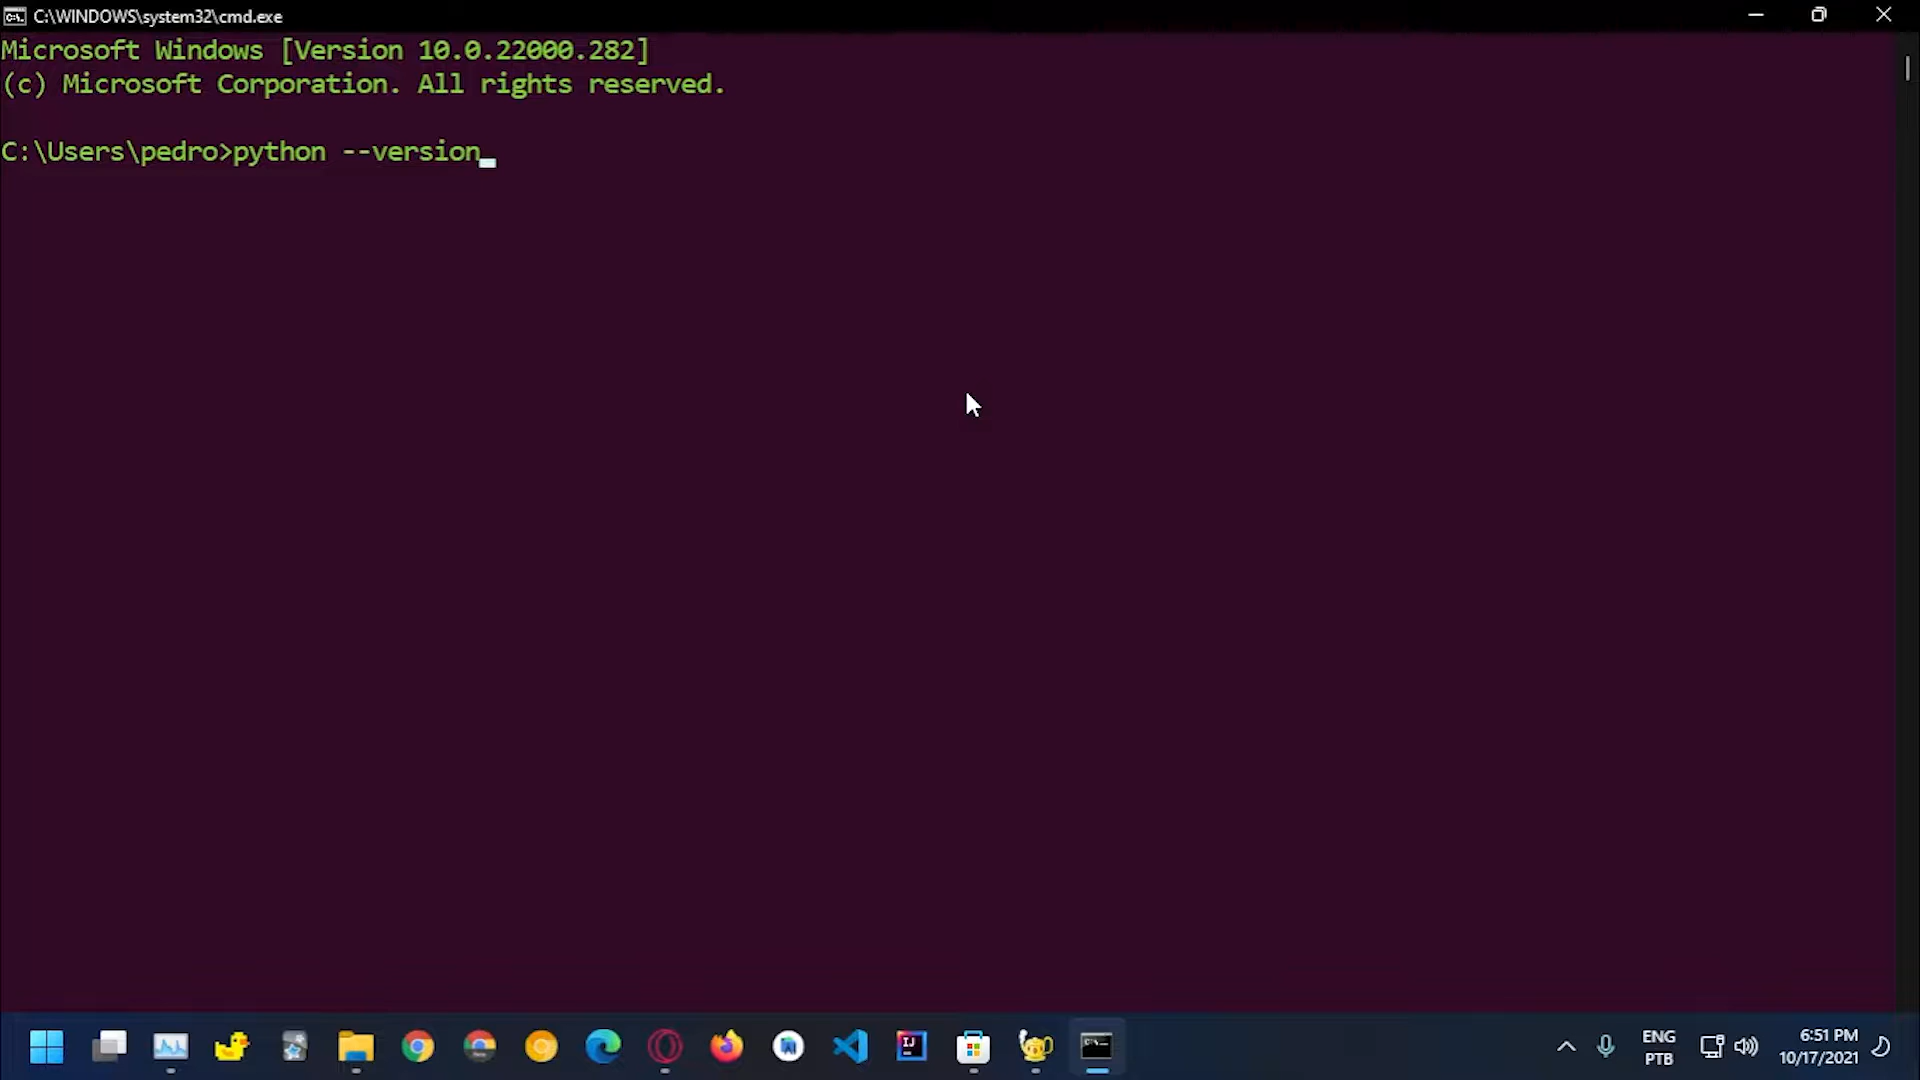 C:\WINDOWS\system32\cmd.exe
Microsoft Windows [Version 10.0.22000.282]
(c) Microsoft Corporation. All rights reserved.
C:\Users\pedro>python --version
ENG
PTB
6:51 PM
10/17/2021